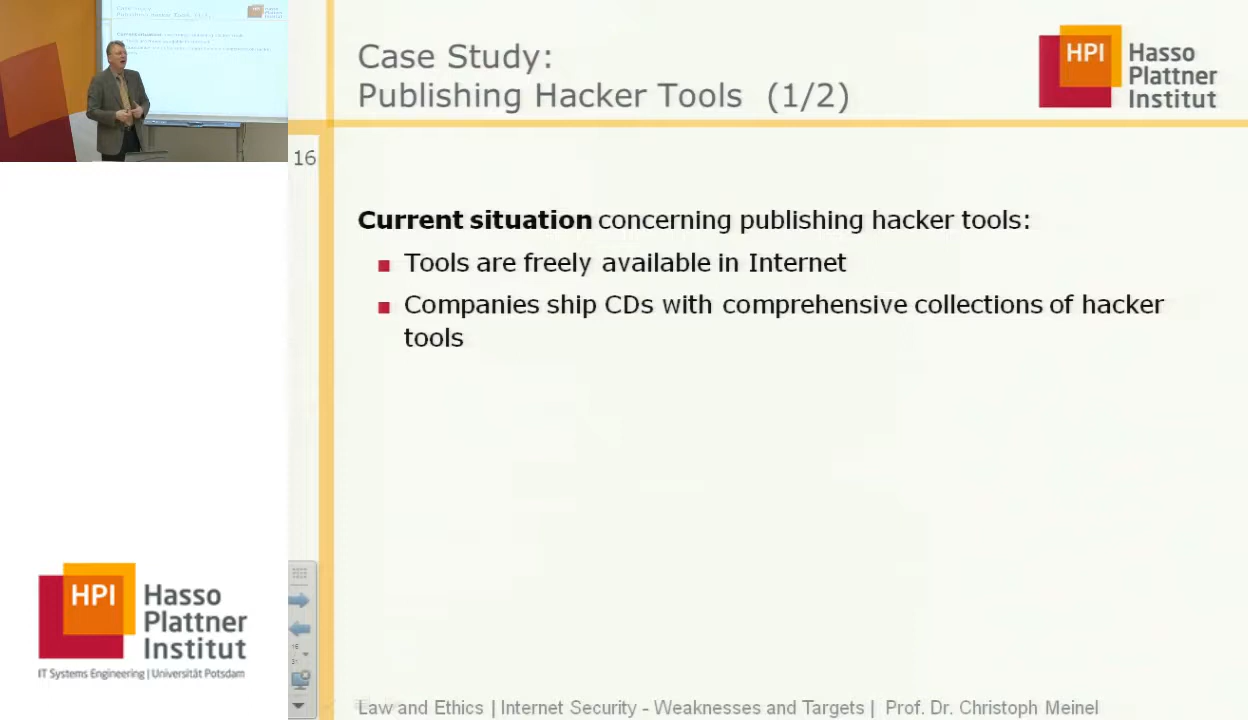 Case Study:
Publishing Hacker Tools (1/2)
HPI
Hasso
Plattner
Institut
16
Current situation concerning publishing hacker tools:
Tools are freely available in Internet
Companies ship CDs with comprehensive collections of hacker
tools
HPI
Hasso
Plattner
Institut
IT Systems Engineering | Universität Potsdam
Law and Ethics | Internet Security - Weaknesses and Targets | Prof. Dr. Christoph Meinel